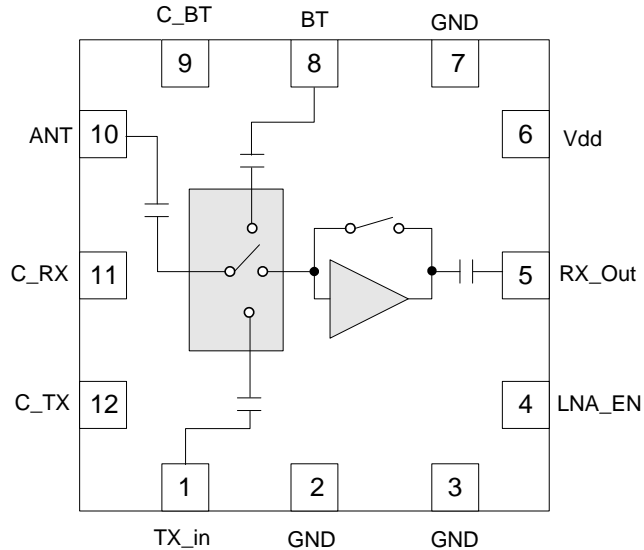 C_BT
BT
GND
9
8
7
ANT
10
6
Vdd
C_RX
11
5
RX_Out
C_TX
12
4
LNA_EN
1
2
3
TX_in
GND
GND